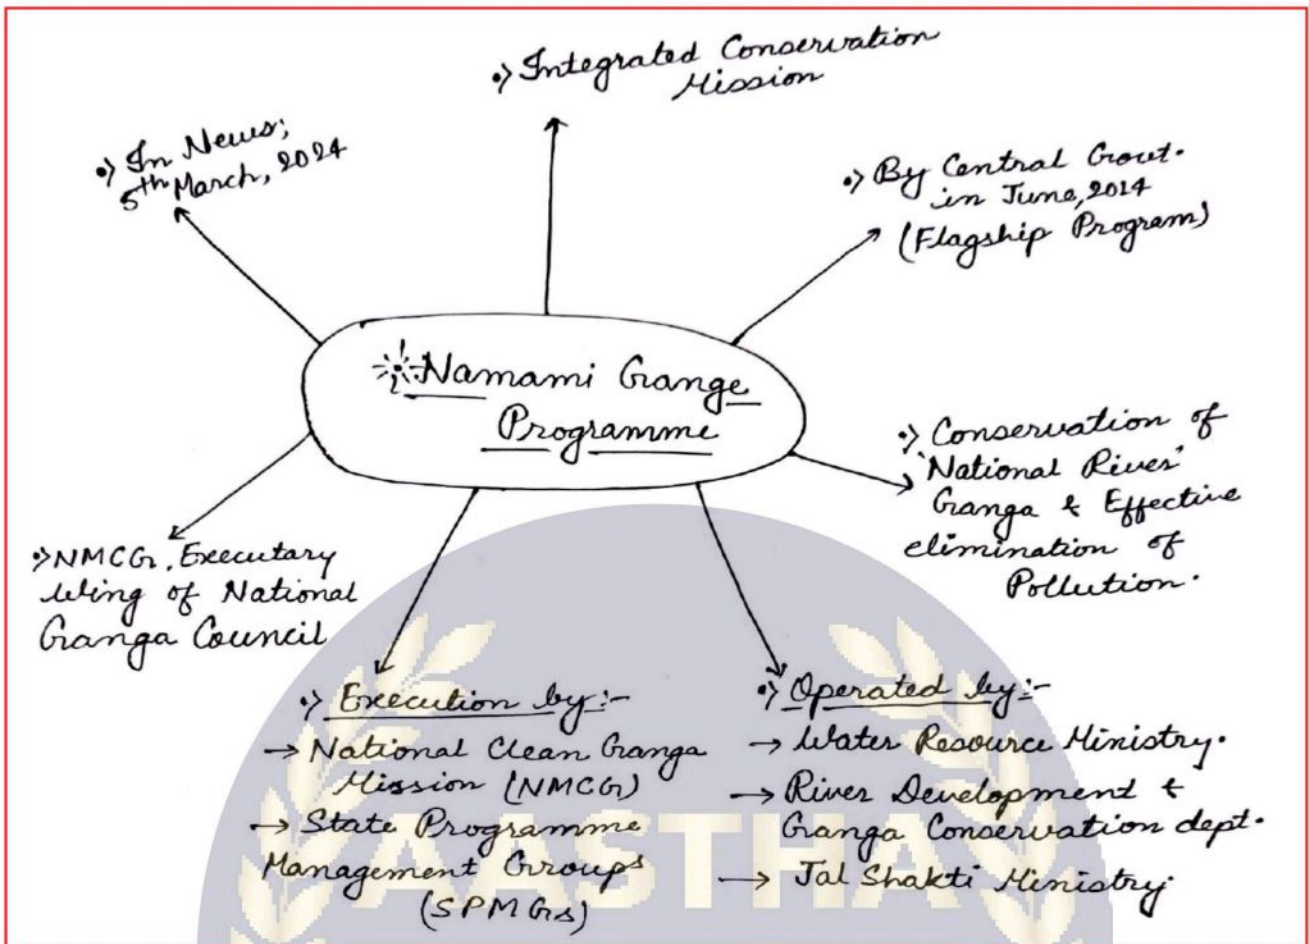 •) Integrated Conservation
Mission
•) In News;
5th March, 2024
•) By Central Govt.
in June, 2014
(Flagship Program)
Namami Gange
Programme
•) Conservation of
'National River'
Ganga & Effective
elimination of
Pollution.
•) NMCG, Executary
Wing of National
Ganga Council
•) Execution by:-
→ National Clean Ganga
Mission (NMCG)
→ State Programme
Management Groups
(SPMGs)
•) Operated by:-
→ Water Resource Ministry.
→ River Development &
Ganga Conservation dept.
→ Jal Shakti Ministry.
AASTHA